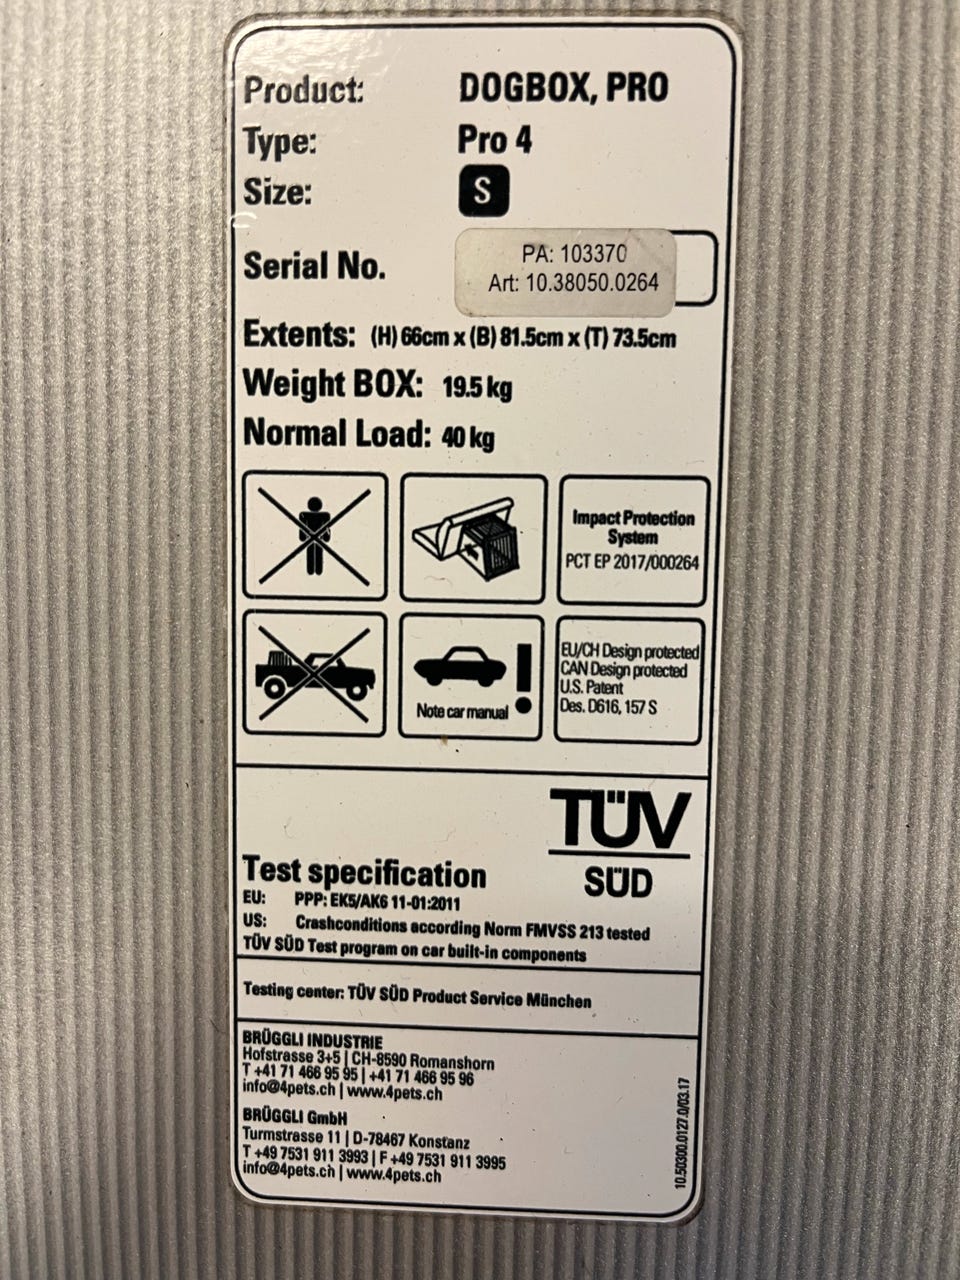 Product: DOGBOX, PRO
Type: Pro 4
Size: S
Serial No.
PA: 103370
Art: 10.38050.0264
Extents: (H) 66cm x (B) 81.5cm x (T) 73.5cm
Weight BOX: 19.5 kg
Normal Load: 40 kg
Impact Protection
System
PCT EP 2017/000264
Note car manual
!
EU/CH Design protected
CAN Design protected
U.S. Patent
Des. D616, 157 S
TÜV
SÜD
Test specification
EU: PPP: EK5/AK6 11-01:2011
US: Crashconditions according Norm FMVSS 213 tested
TÜV SÜD Test program on car built-in components
Testing center: TÜV SÜD Product Service München
BRÜGGLI INDUSTRIE
Hofstrasse 3+5 | CH-8590 Romanshorn
T +41 71 466 95 95 | +41 71 466 95 96
info@4pets.ch | www.4pets.ch
BRÜGGLI GmbH
Turmstrasse 11 | D-78467 Konstanz
T +49 7531 911 3993 | F +49 7531 911 3995
info@4pets.ch | www.4pets.ch
10.50300.0127.0/03.17